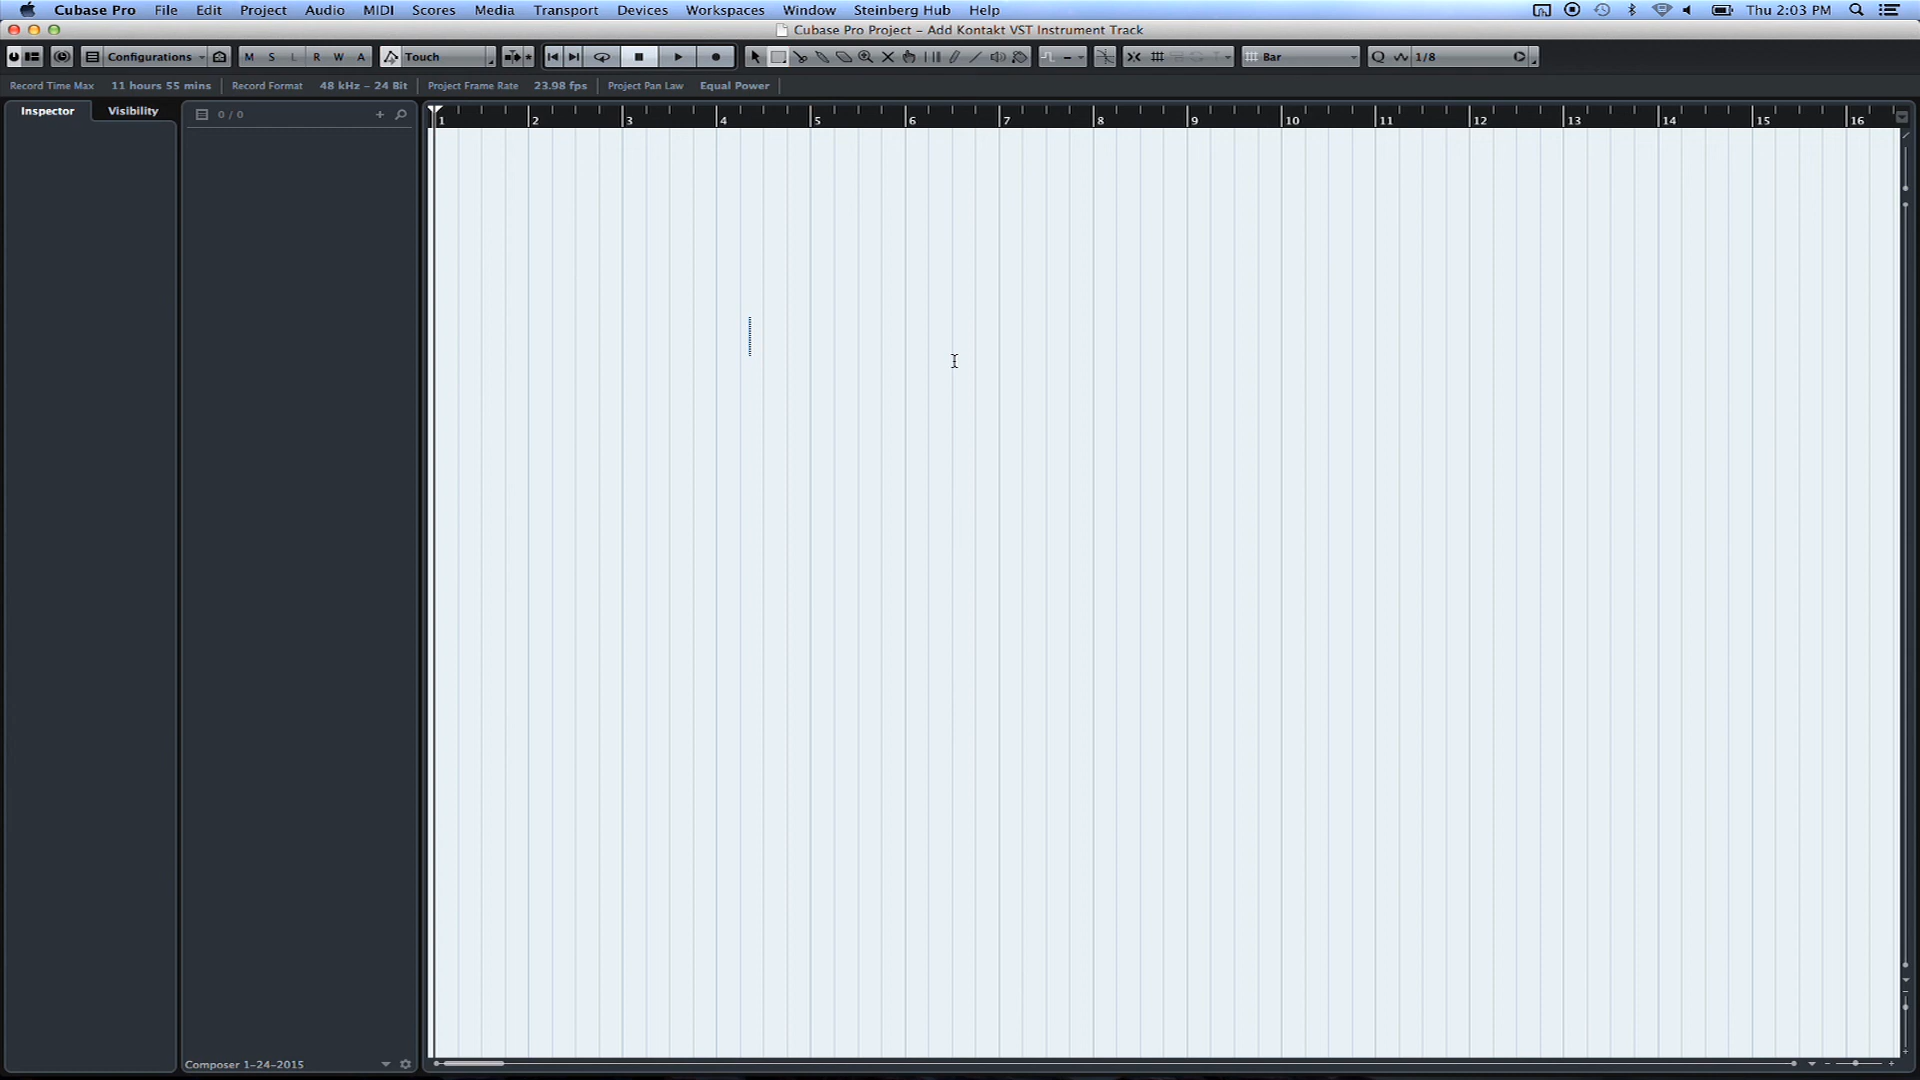 Cubase Pro File Edit Project Audio MIDI Scores Media Transport Devices Workspaces Window Steinberg Hub Help Thu 2:03 PM
Cubase Pro Project – Add Kontakt VST Instrument Track
Configurations M S L R W A Touch Bar Q 1/8
Record Time Max 11 hours 55 mins Record Format 48 kHz – 24 Bit Project Frame Rate 23.98 fps Project Pan Law Equal Power
Inspector Visibility 0 / 0
1 2 3 4 5 6 7 8 9 10 11 12 13 14 15 16
Composer 1–24–2015